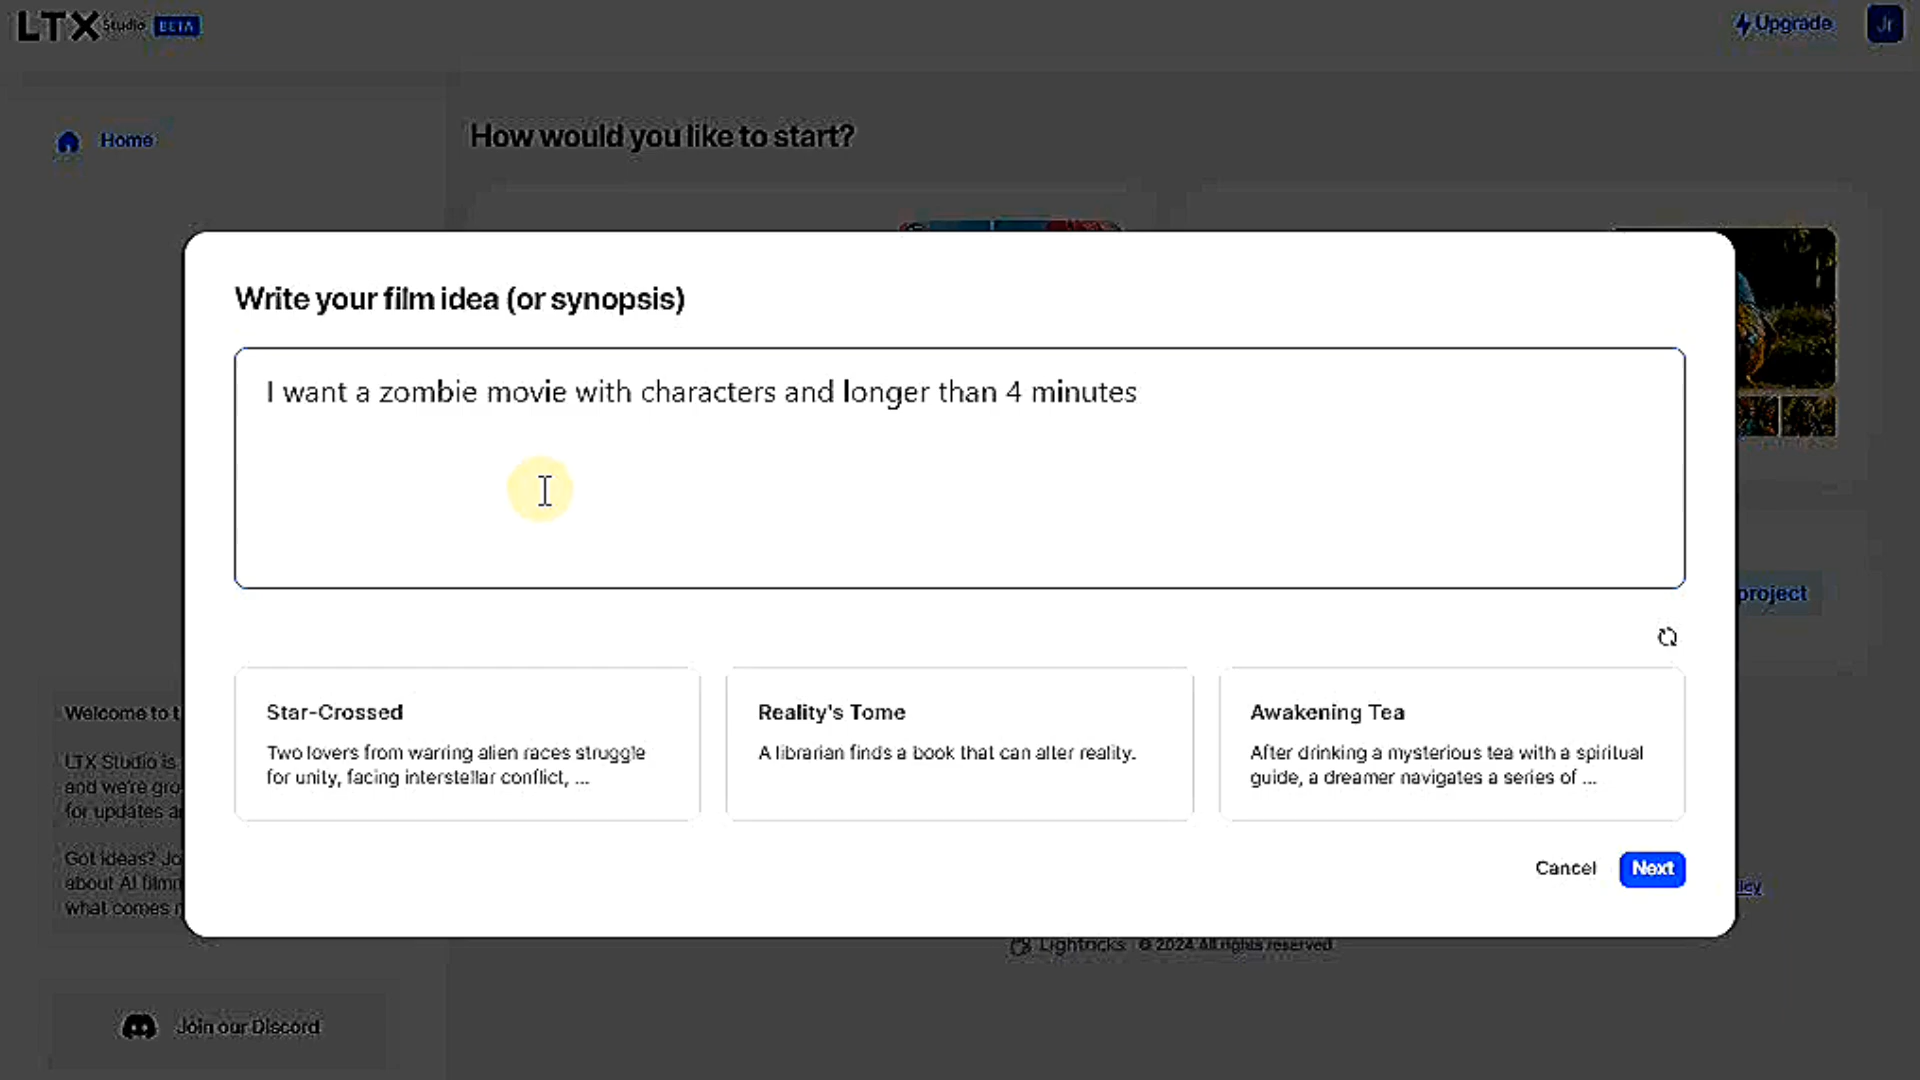 LTX Studio BETA
Upgrade
Jr
Home
How would you like to start?
Write your film idea (or synopsis)
I want a zombie movie with characters and longer than 4 minutes
project
Star-Crossed
Two lovers from warring alien races struggle
for unity, facing interstellar conflict, ...
Reality's Tome
A librarian finds a book that can alter reality.
Awakening Tea
After drinking a mysterious tea with a spiritual
guide, a dreamer navigates a series of ...
Cancel
Next
Welcome to t
LTX Studio is
and we're gro
for updates a
Got ideas? Jo
about AI film
what comes
Lightricks © 2024 All rights reserved
Join our Discord